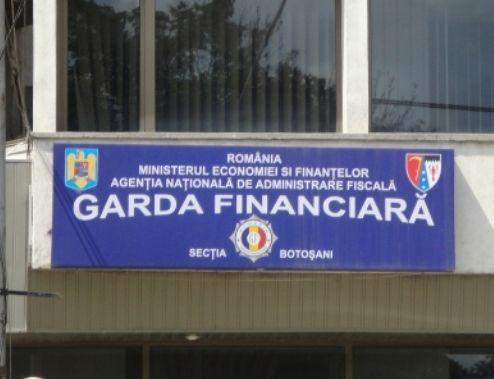 ROMÂNIA
MINISTERUL ECONOMIEI SI FINANȚELOR
AGENȚIA NAȚIONALĂ DE ADMINISTRARE FISCALĂ
GARDA FINANCIARĂ
SECȚIA BOTOȘANI